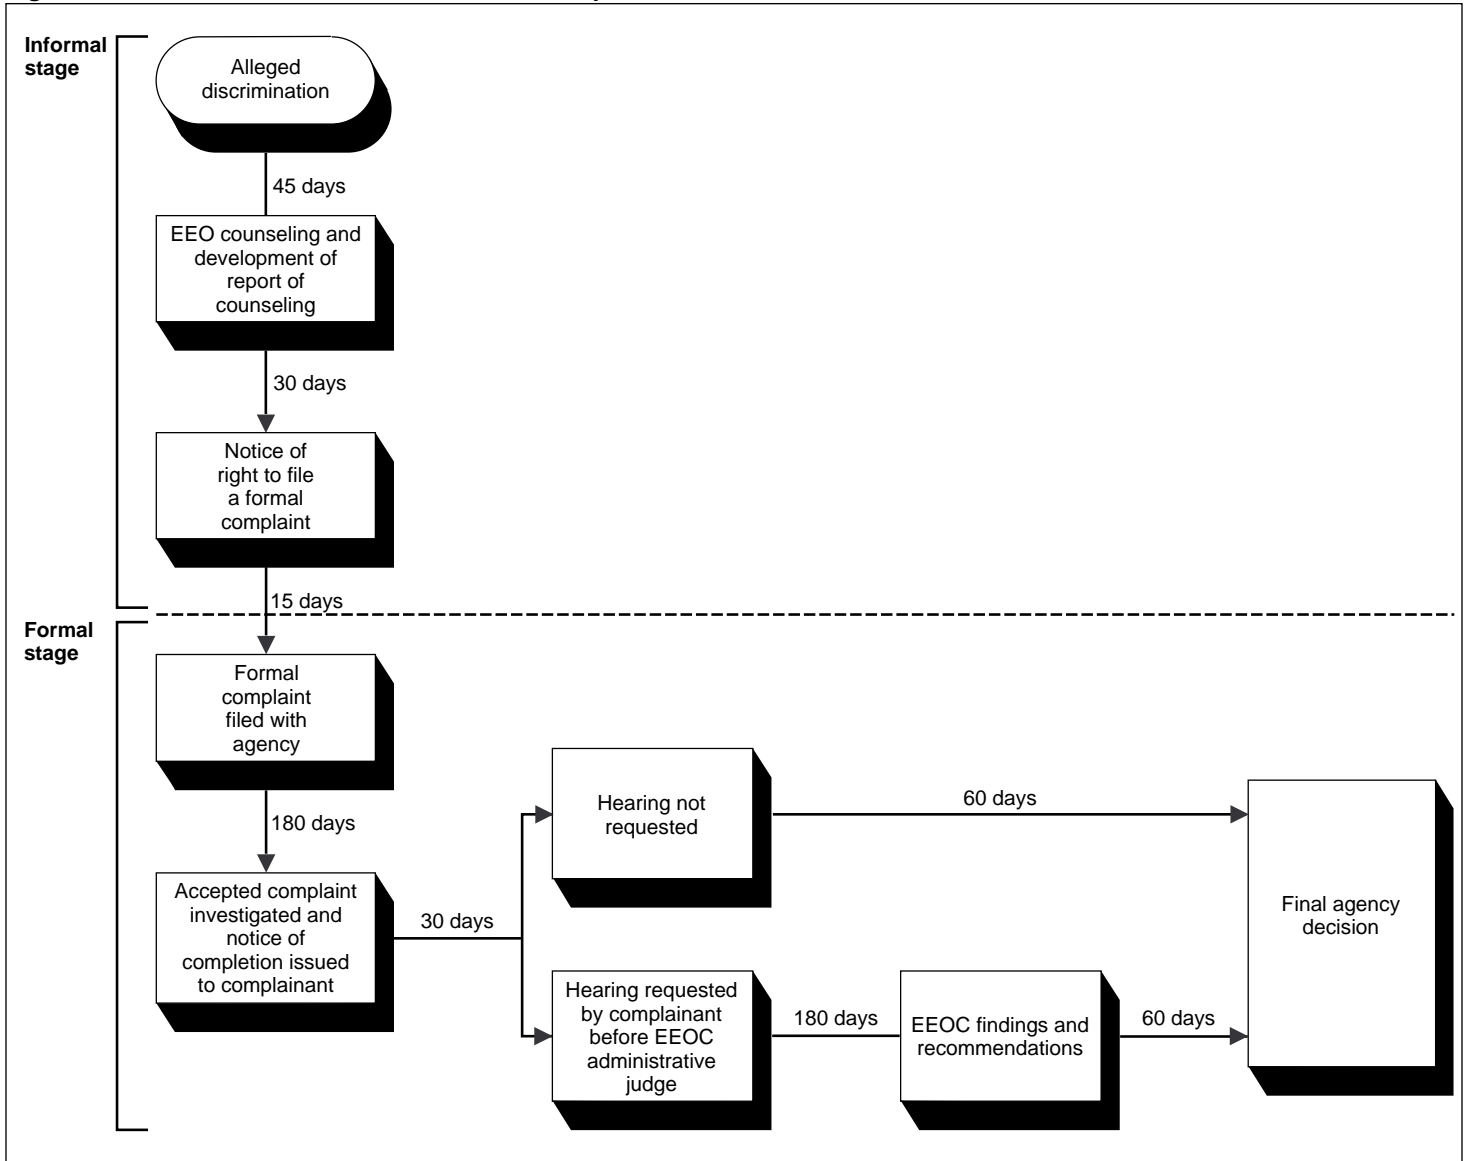 Informal
stage
Alleged
discrimination
45 days
EEO counseling and
development of
report of
counseling
30 days
Notice of
right to file
a formal
complaint
15 days
Formal
stage
Formal
complaint
filed with
agency
180 days
Accepted complaint
investigated and
notice of
completion issued
to complainant
30 days
Hearing not
requested
60 days
Hearing requested
by complainant
before EEOC
administrative
judge
180 days
EEOC findings and
recommendations
60 days
Final agency
decision